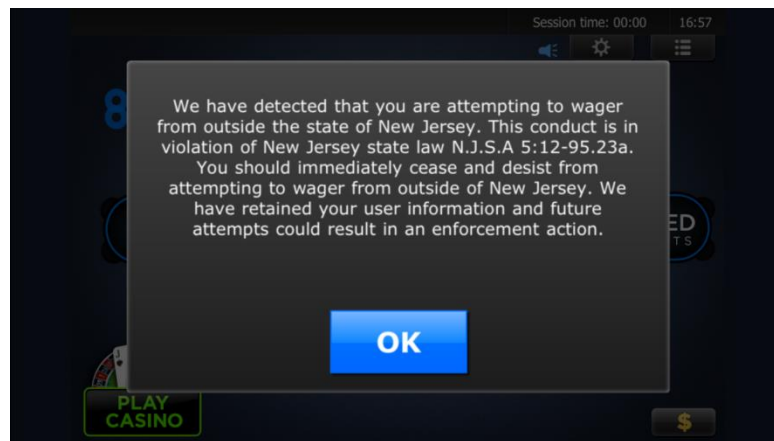 Session time: 00:00 16:57
8
We have detected that you are attempting to wager
from outside the state of New Jersey. This conduct is in
violation of New Jersey state law N.J.S.A 5:12-95.23a.
You should immediately cease and desist from
attempting to wager from outside of New Jersey. We
have retained your user information and future
attempts could result in an enforcement action.
ED
TS
OK
J
PLAY
CASINO
$